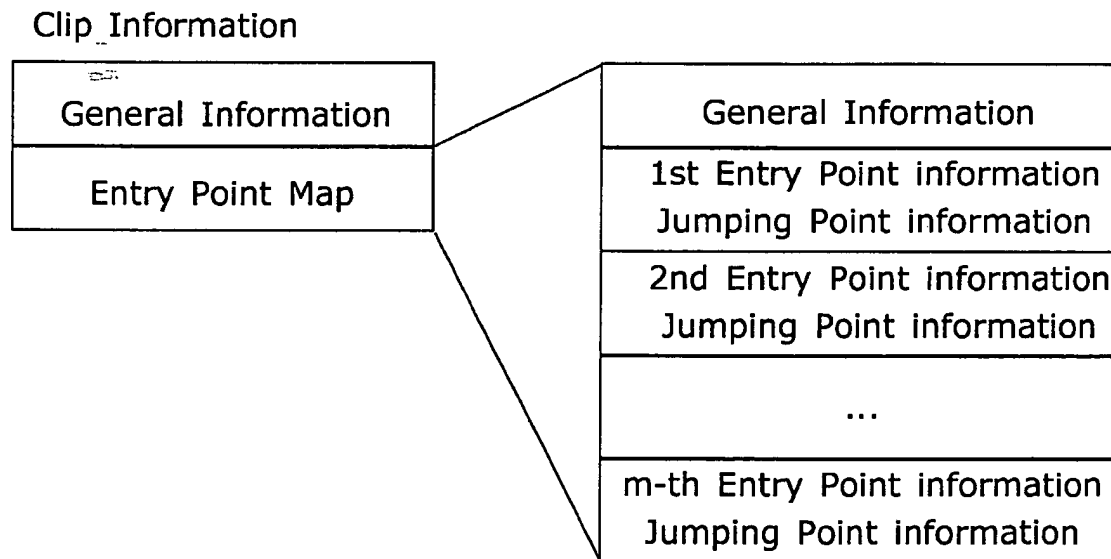 Clip Information
General Information
Entry Point Map
General Information
1st Entry Point information
Jumping Point information
2nd Entry Point information
Jumping Point information
...
m-th Entry Point information
Jumping Point information